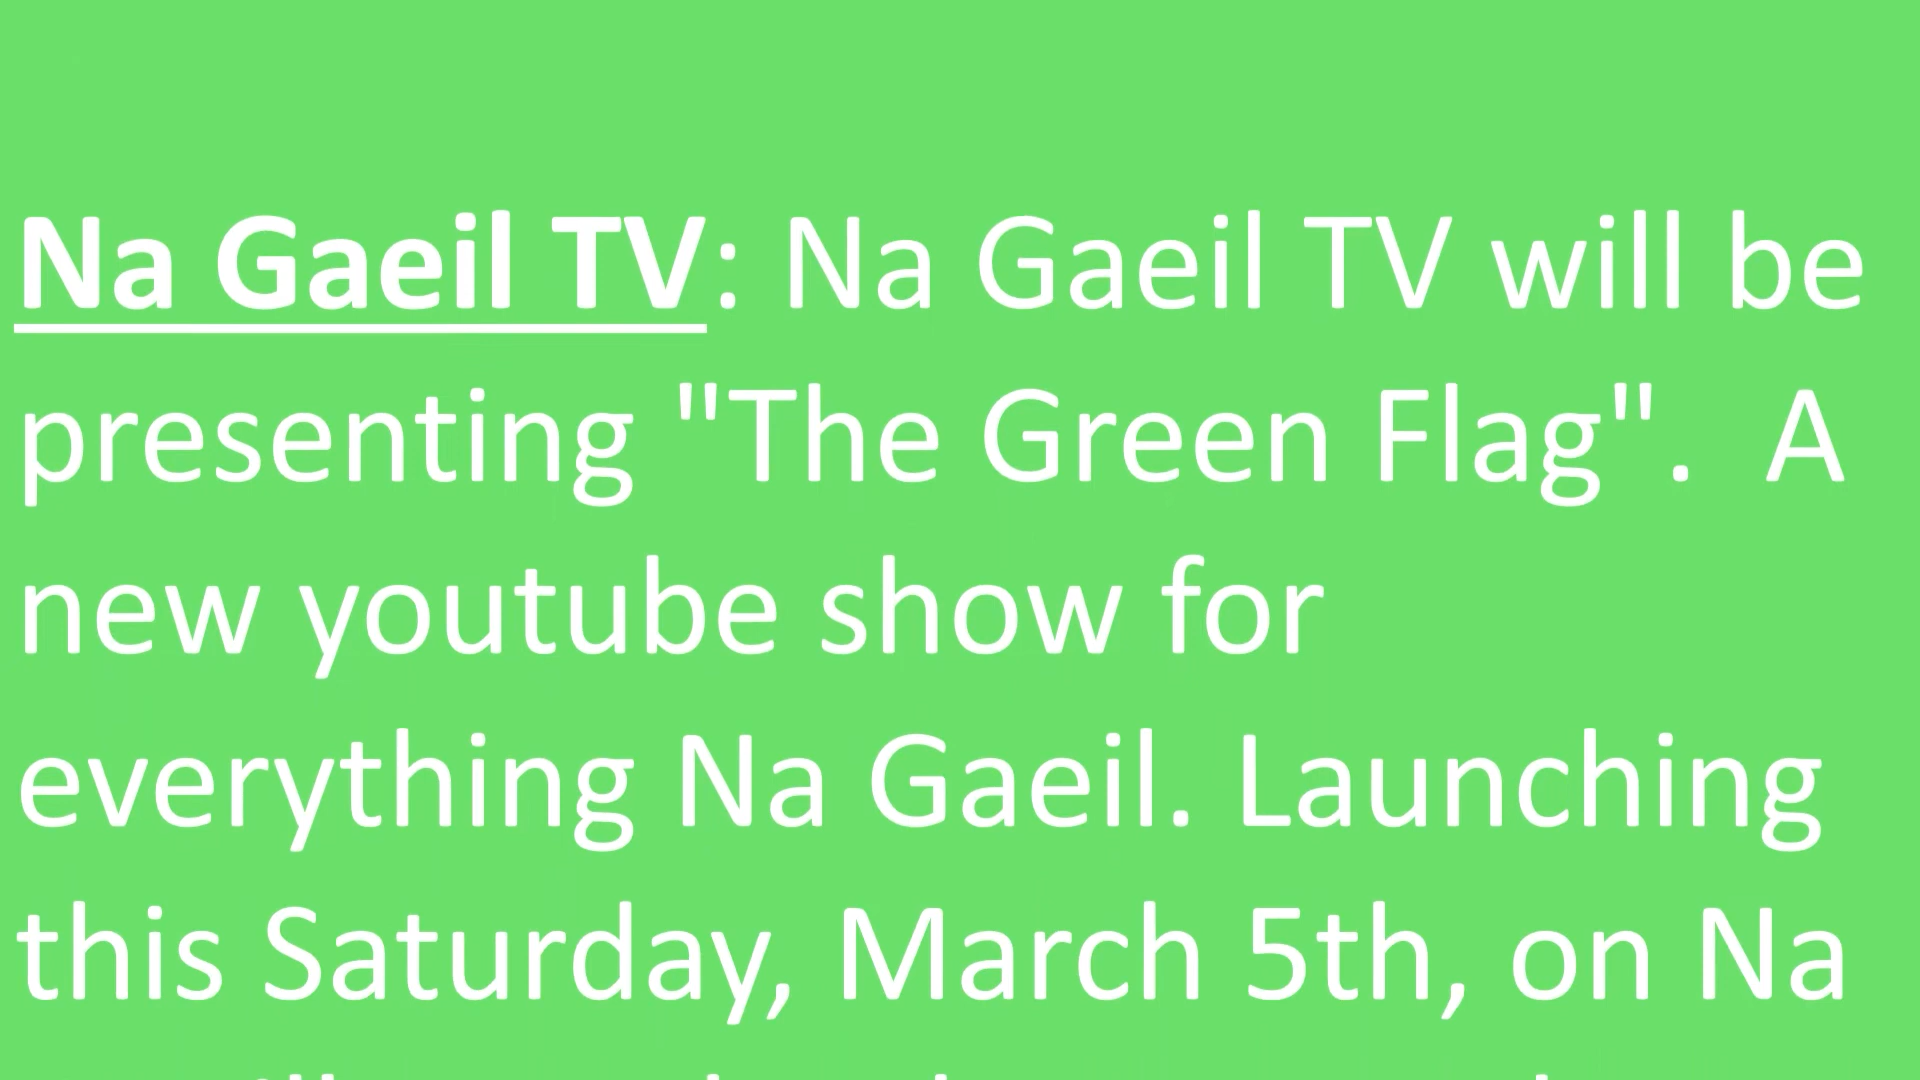 Na Gaeil TV: Na Gaeil TV will be
presenting "The Green Flag".  A
new youtube show for
everything Na Gaeil. Launching
this Saturday, March 5th, on Na